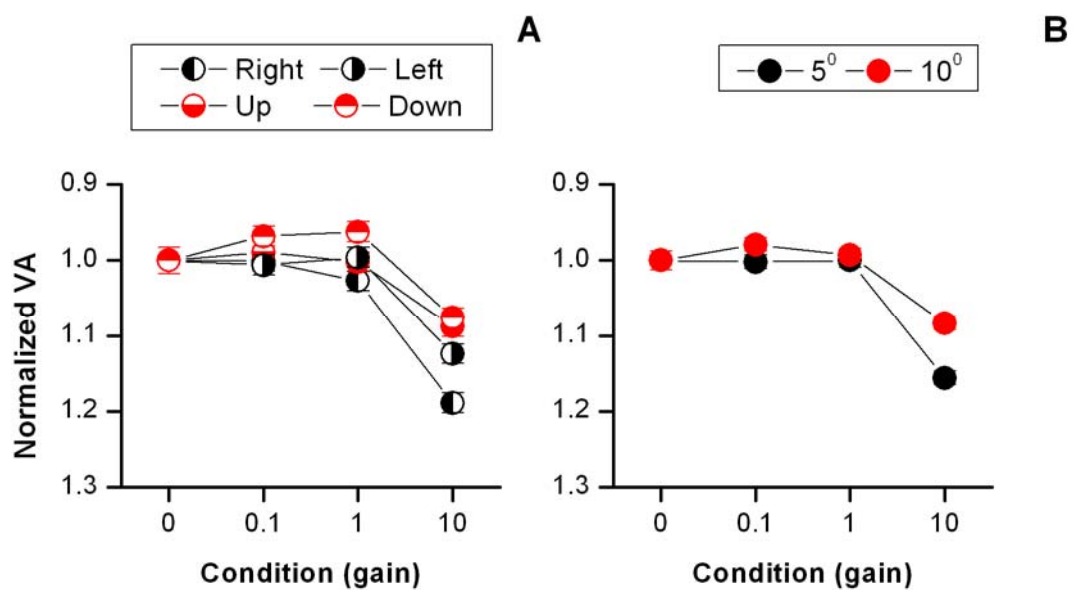 A
B
Right Left
Up Down
5⁰ 10⁰
Normalized VA
0.9
1.0
1.1
1.2
1.3
0 0.1 1 10
Condition (gain)
0.9
1.0
1.1
1.2
1.3
0 0.1 1 10
Condition (gain)